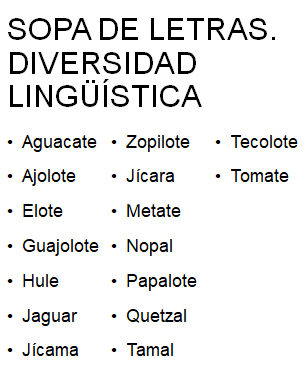 SOPA DE LETRAS.
DIVERSIDAD
LINGÜÍSTICA
• Aguacate
• Ajolote
• Elote
• Guajolote
• Hule
• Jaguar
• Jícama
• Zopilote
• Jícara
• Metate
• Nopal
• Papalote
• Quetzal
• Tamal
• Tecolote
• Tomate